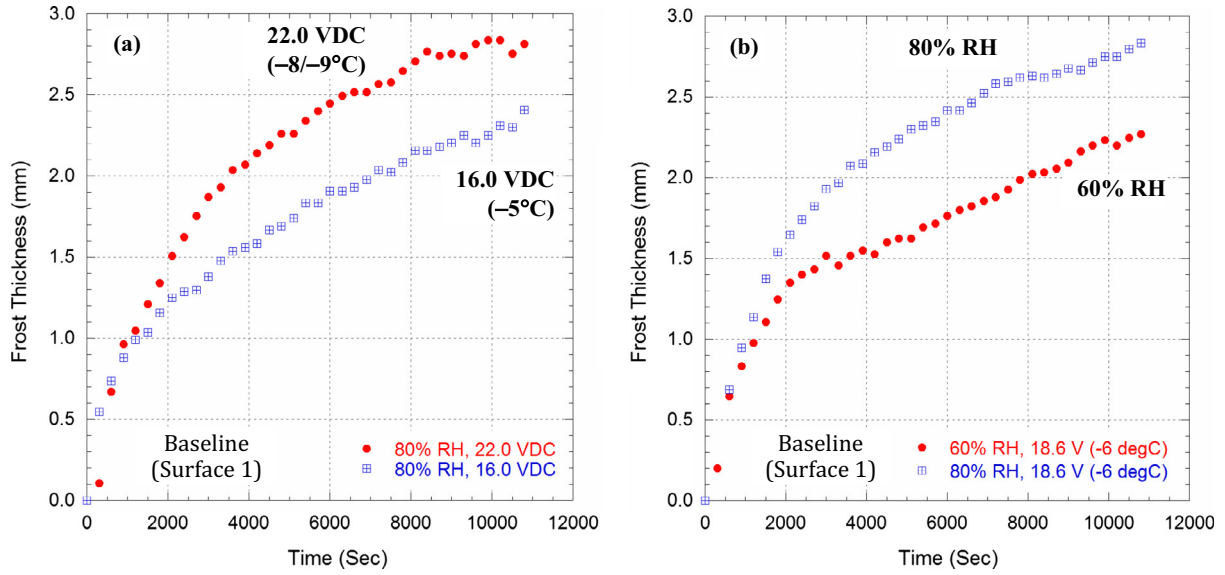 (a)
22.0 VDC
(−8/−9°C)
16.0 VDC
(−5°C)
Baseline
(Surface 1)
80% RH, 22.0 VDC
80% RH, 16.0 VDC
Frost Thickness (mm)
3.0
2.5
2.0
1.5
1.0
0.5
0.0
0 2000 4000 6000 8000 10000 12000
Time (Sec)
(b)
80% RH
60% RH
Baseline
(Surface 1)
60% RH, 18.6 V (-6 degC)
80% RH, 18.6 V (-6 degC)
Frost Thickness (mm)
3.0
2.5
2.0
1.5
1.0
0.5
0.0
0 2000 4000 6000 8000 10000 12000
Time (Sec)